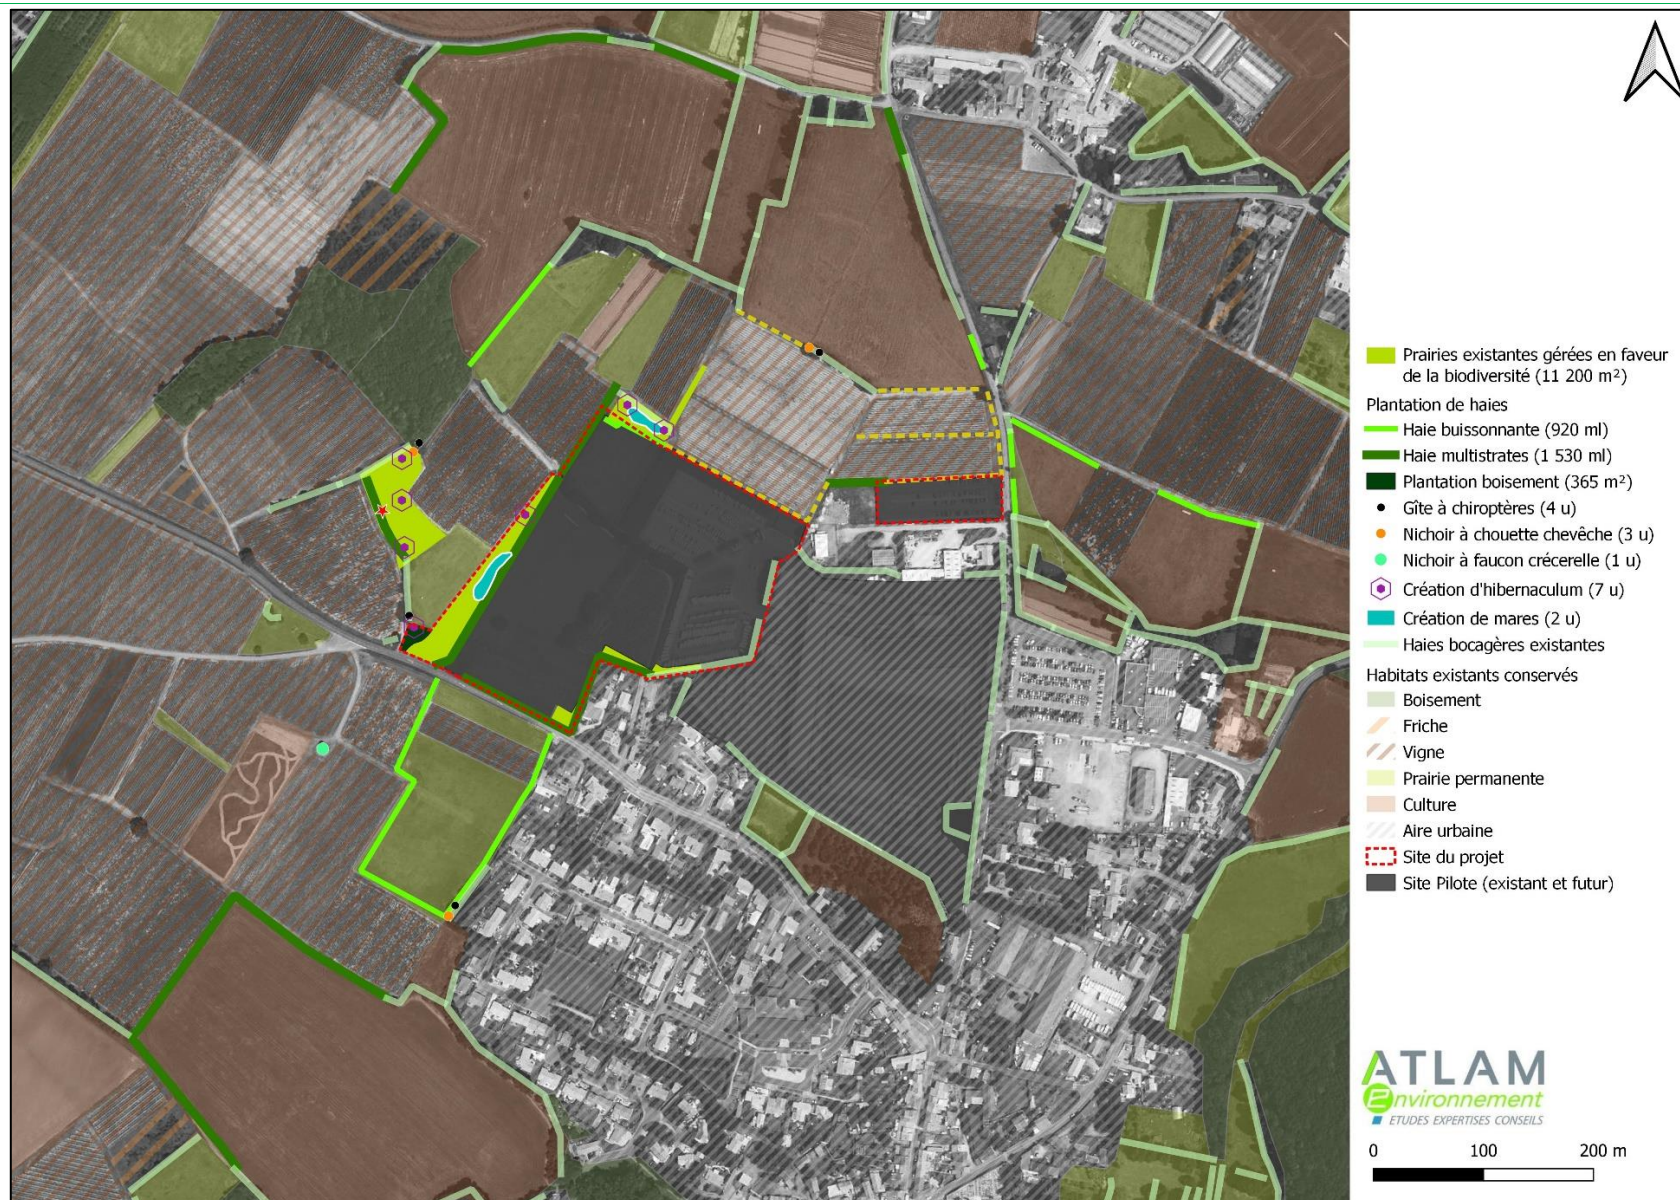 Prairies existantes gérées en faveur
de la biodiversité (11 200 m²)
Plantation de haies
Haie buissonnante (920 ml)
Haie multistrates (1 530 ml)
Plantation boisement (365 m²)
Gîte à chiroptères (4 u)
Nichoir à chouette chevêche (3 u)
Nichoir à faucon crécerelle (1 u)
Création d'hibernaculum (7 u)
Création de mares (2 u)
Haies bocagères existantes
Habitats existants conservés
Boisement
Friche
Vigne
Prairie permanente
Culture
Aire urbaine
Site du projet
Site Pilote (existant et futur)
ATLAM
environnement
ETUDES EXPERTISES CONSEILS
0 100 200 m